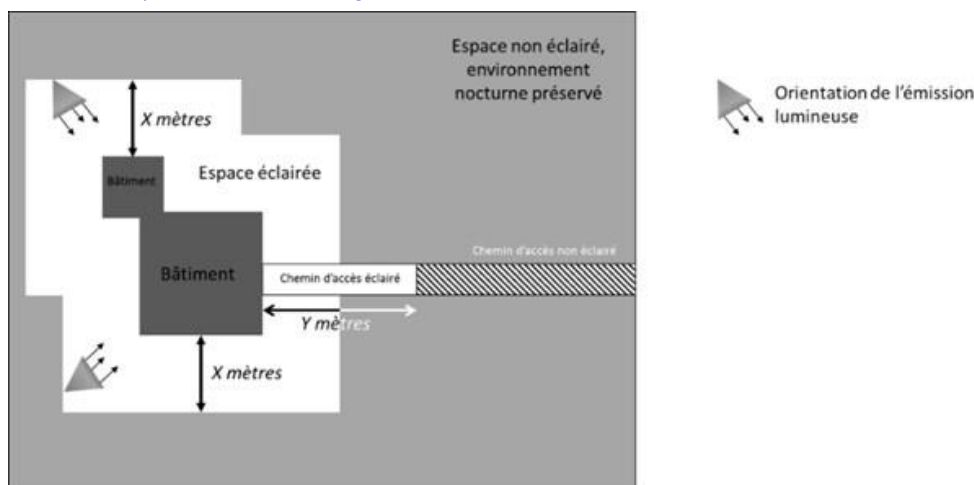 Espace non éclairé,
environnement
nocturne préservé
Orientation de l'émission
lumineuse
X mètres
Bâtiment
Espace éclairée
Bâtiment
Chemin d'accès non éclairé
Chemin d'accès éclairé
Y mètres
X mètres